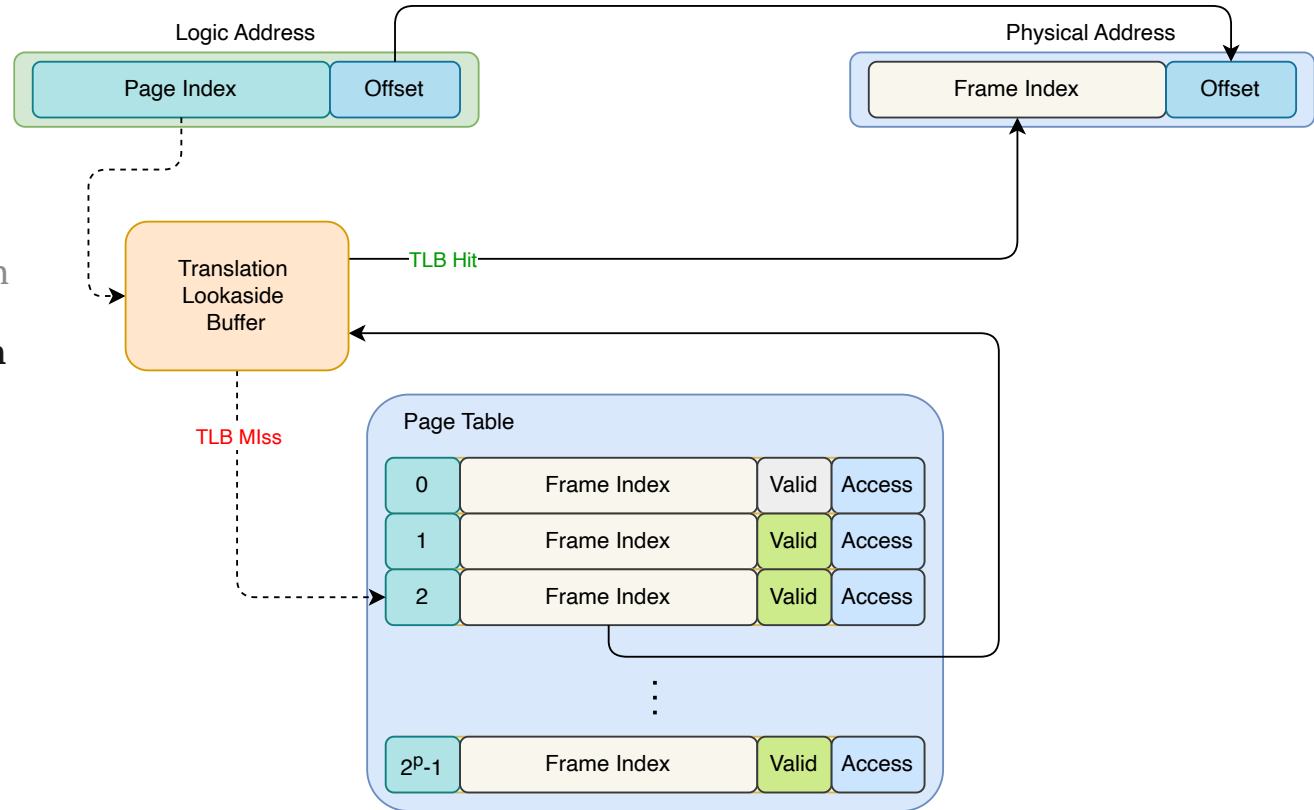 Logic Address
Physical Address
Page Index
Offset
Frame Index
Offset
Translation
Lookaside
Buffer
TLB Hit
TLB MIss
Page Table
0 Frame Index Valid Access
1 Frame Index Valid Access
2 Frame Index Valid Access
⋮
2ᵖ-1 Frame Index Valid Access